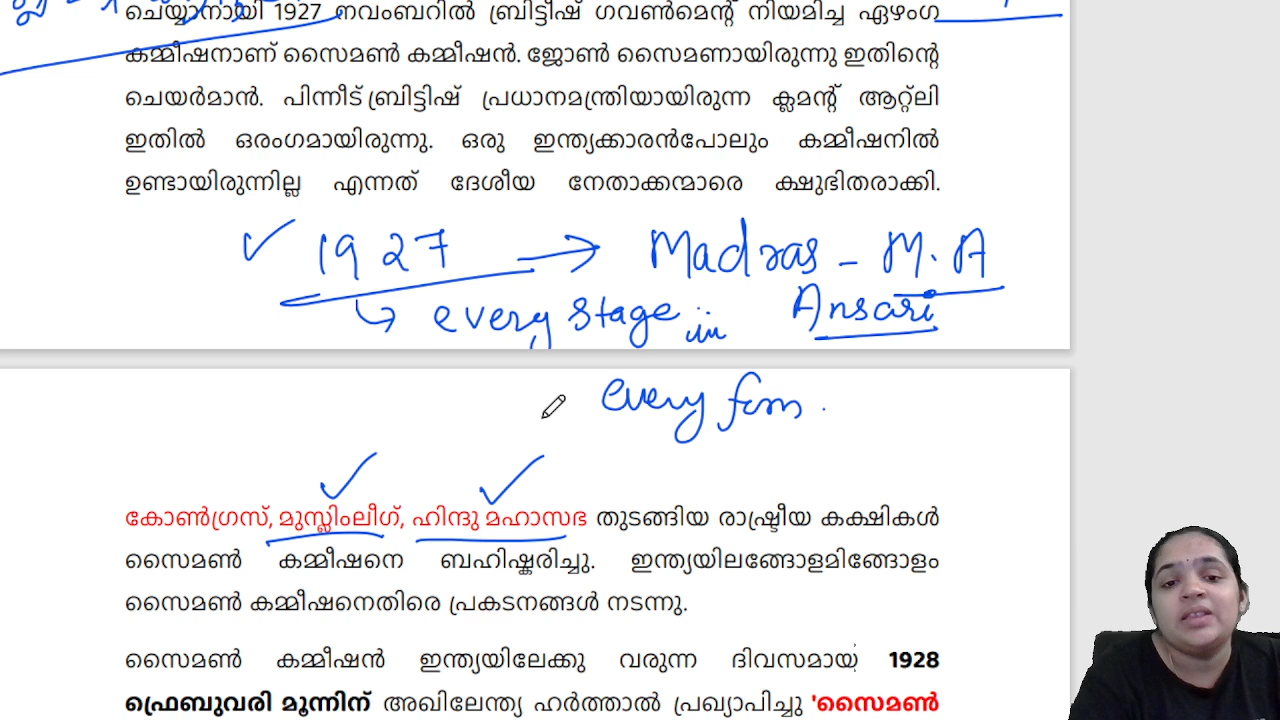 ചെയ്യാനായി 1927 നവംബറിൽ ബ്രിട്ടീഷ് ഗവൺമെന്റ് നിയമിച്ച ഏഴംഗ
കമ്മീഷനാണ് സൈമൺ കമ്മീഷൻ. ജോൺ സൈമണായിരുന്നു ഇതിന്റെ
ചെയർമാൻ. പിന്നീട് ബ്രിട്ടിഷ് പ്രധാനമന്ത്രിയായിരുന്ന ക്ലമന്റ് ആറ്റ്ലി
ഇതിൽ ഒരംഗമായിരുന്നു. ഒരു ഇന്ത്യക്കാരൻപോലും കമ്മീഷനിൽ
ഉണ്ടായിരുന്നില്ല എന്നത് ദേശീയ നേതാക്കന്മാരെ ക്ഷുഭിതരാക്കി.
✓ 1927 → Madras - M.A
↳ every stage in Ansari
every form.
കോൺഗ്രസ്, മുസ്ലിംലീഗ്, ഹിന്ദു മഹാസഭ തുടങ്ങിയ രാഷ്ട്രീയ കക്ഷികൾ
സൈമൺ കമ്മീഷനെ ബഹിഷ്കരിച്ചു. ഇന്ത്യയിലങ്ങോളമിങ്ങോളം
സൈമൺ കമ്മീഷനെതിരെ പ്രകടനങ്ങൾ നടന്നു.
സൈമൺ കമ്മീഷൻ ഇന്ത്യയിലേക്കു വരുന്ന ദിവസമായ 1928
ഫ്രെബുവരി മൂന്നിന് അഖിലേന്ത്യ ഹർത്താൽ പ്രഖ്യാപിച്ചു 'സൈമൺ